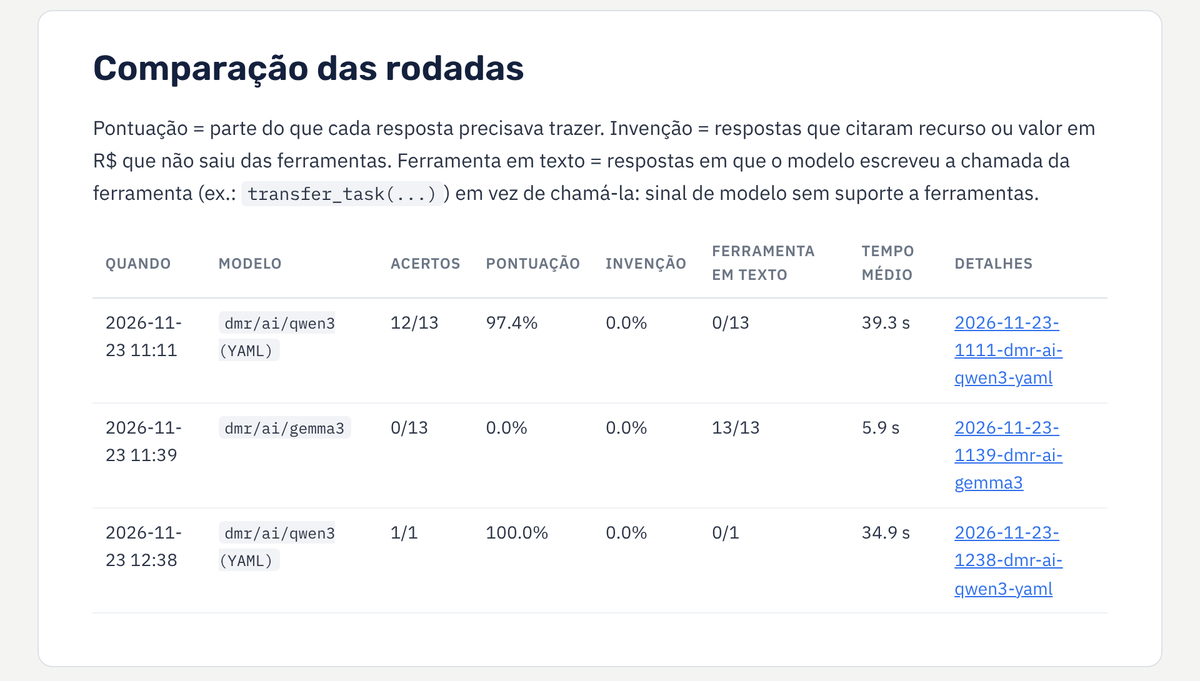 Comparação das rodadas
Pontuação = parte do que cada resposta precisava trazer. Invenção = respostas que citaram recurso ou valor em
R$ que não saiu das ferramentas. Ferramenta em texto = respostas em que o modelo escreveu a chamada da
ferramenta (ex.: transfer_task(...) ) em vez de chamá-la: sinal de modelo sem suporte a ferramentas.
QUANDO MODELO ACERTOS PONTUAÇÃO INVENÇÃO FERRAMENTA EM TEXTO TEMPO MÉDIO DETALHES
2026-11- dmr/ai/qwen3 12/13 97.4% 0.0% 0/13 39.3 s 2026-11-23-
23 11:11 (YAML) 1111-dmr-ai-
qwen3-yaml
2026-11- dmr/ai/gemma3 0/13 0.0% 0.0% 13/13 5.9 s 2026-11-23-
23 11:39 1139-dmr-ai-
gemma3
2026-11- dmr/ai/qwen3 1/1 100.0% 0.0% 0/1 34.9 s 2026-11-23-
23 12:38 (YAML) 1238-dmr-ai-
qwen3-yaml